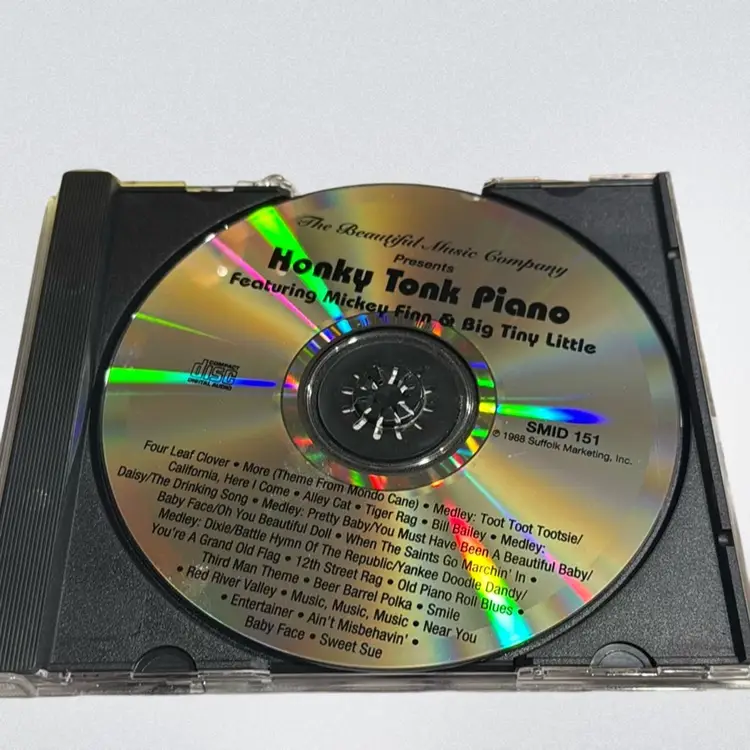 The Beautiful Music Company
Presents
Honky Tonk Piano
Featuring Mickey Finn & Big Tiny Little
COMPACT
disc
DIGITAL AUDIO
SMID 151
℗ 1988 Suffolk Marketing, Inc.
Four Leaf Clover • More (Theme From Mondo Cane) • Medley: Toot Toot Tootsie/
California, Here I Come • Alley Cat • Tiger Rag • Bill Bailey • Medley:
Daisy/The Drinking Song • Medley: Pretty Baby/You Must Have Been A Beautiful Baby/
Baby Face/Oh You Beautiful Doll • When The Saints Go Marchin' In •
Medley: Dixie/Battle Hymn Of The Republic/Yankee Doodle Dandy/
You're A Grand Old Flag • 12th Street Rag • Old Piano Roll Blues •
Third Man Theme • Beer Barrel Polka • Smile
• Red River Valley • Music, Music, Music • Near You
• Entertainer • Ain't Misbehavin' •
Baby Face • Sweet Sue